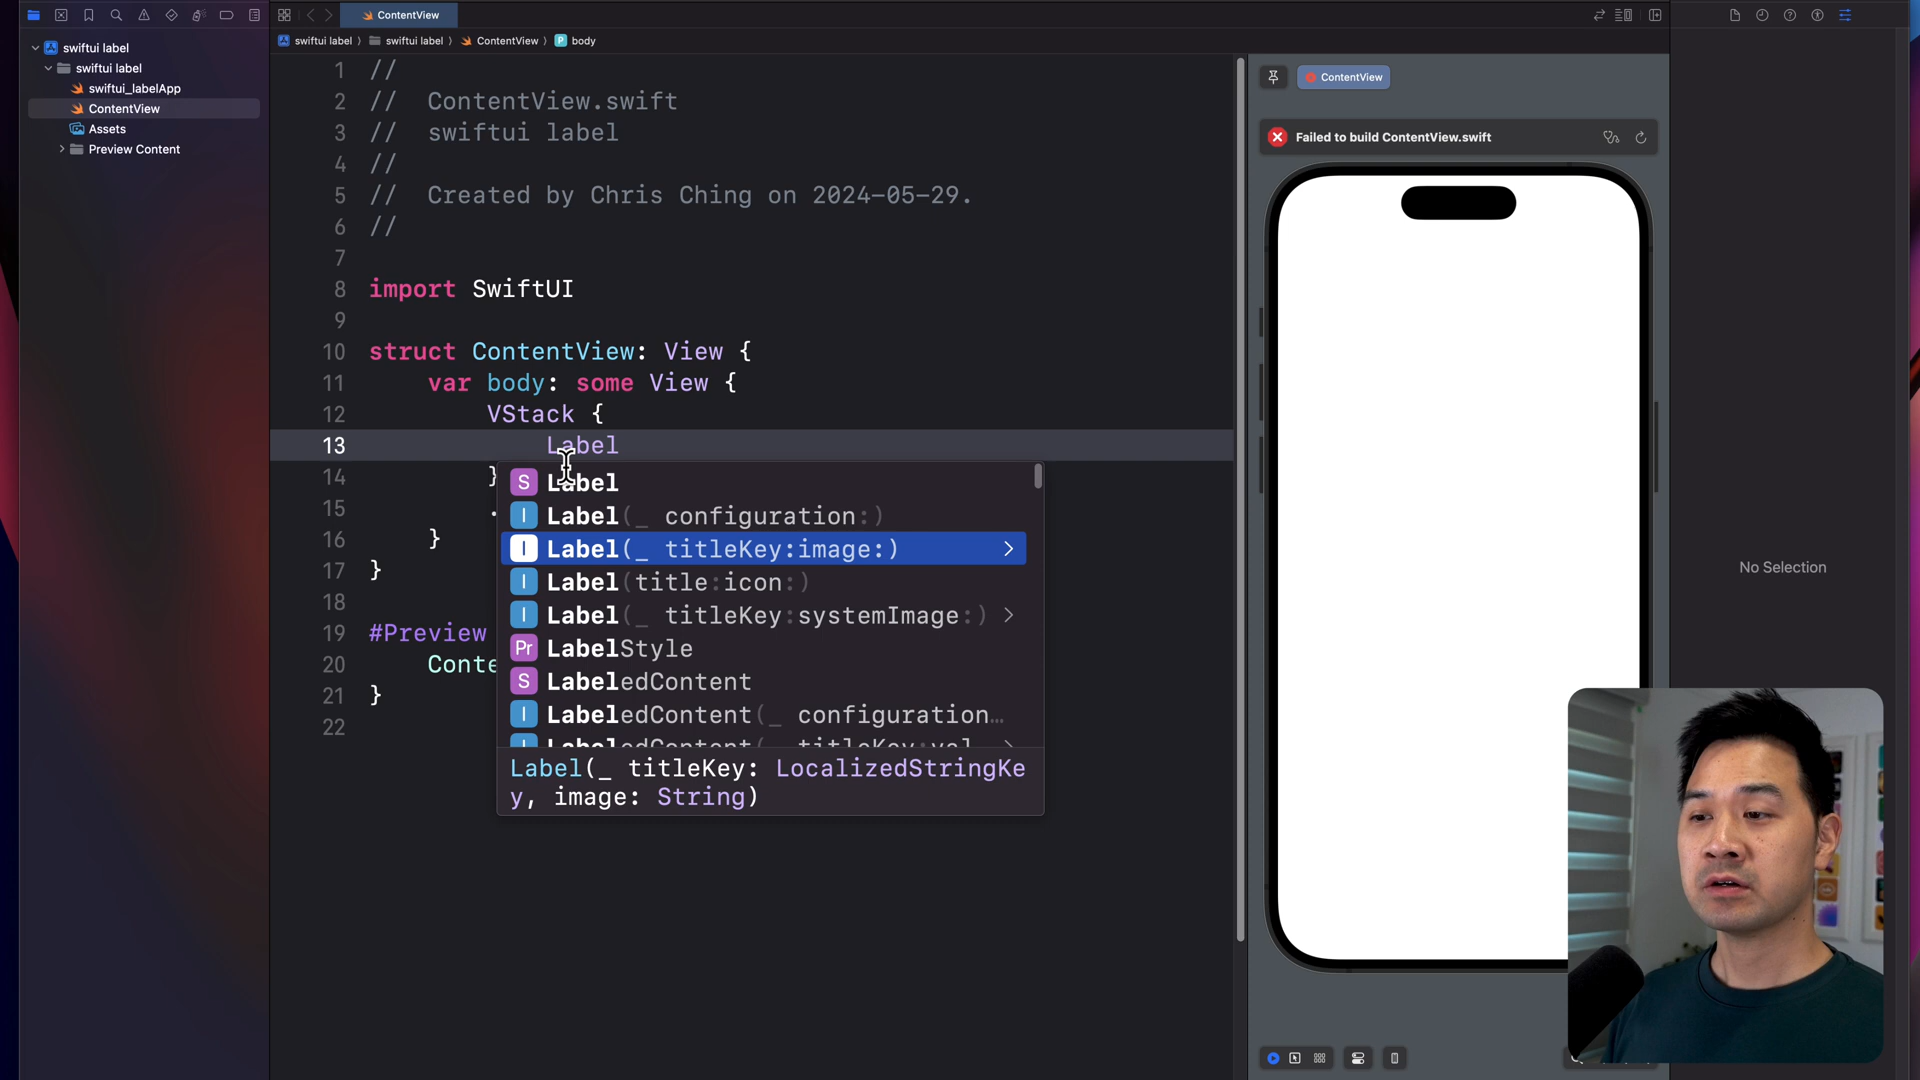 ContentView
swiftui label
swiftui label
ContentView
body
swiftui label
swiftui label
swiftui_labelApp
ContentView
Assets
Preview Content
1 //
2 //  ContentView.swift
3 //  swiftui label
4 //
5 //  Created by Chris Ching on 2024-05-29.
6 //
7
8 import SwiftUI
9
10 struct ContentView: View {
11 var body: some View {
12 VStack {
13 Label
14 }
15 .
16 }
17 }
18
19 #Preview
20 Conte
21 }
22
S Label
I Label(_ configuration:)
I Label(_ titleKey:image:)
I Label(title:icon:)
I Label(_ titleKey:systemImage:)
Pr LabelStyle
S LabeledContent
I LabeledContent(_ configuration…
Label(_ titleKey: LocalizedStringKe
y, image: String)
ContentView
Failed to build ContentView.swift
No Selection